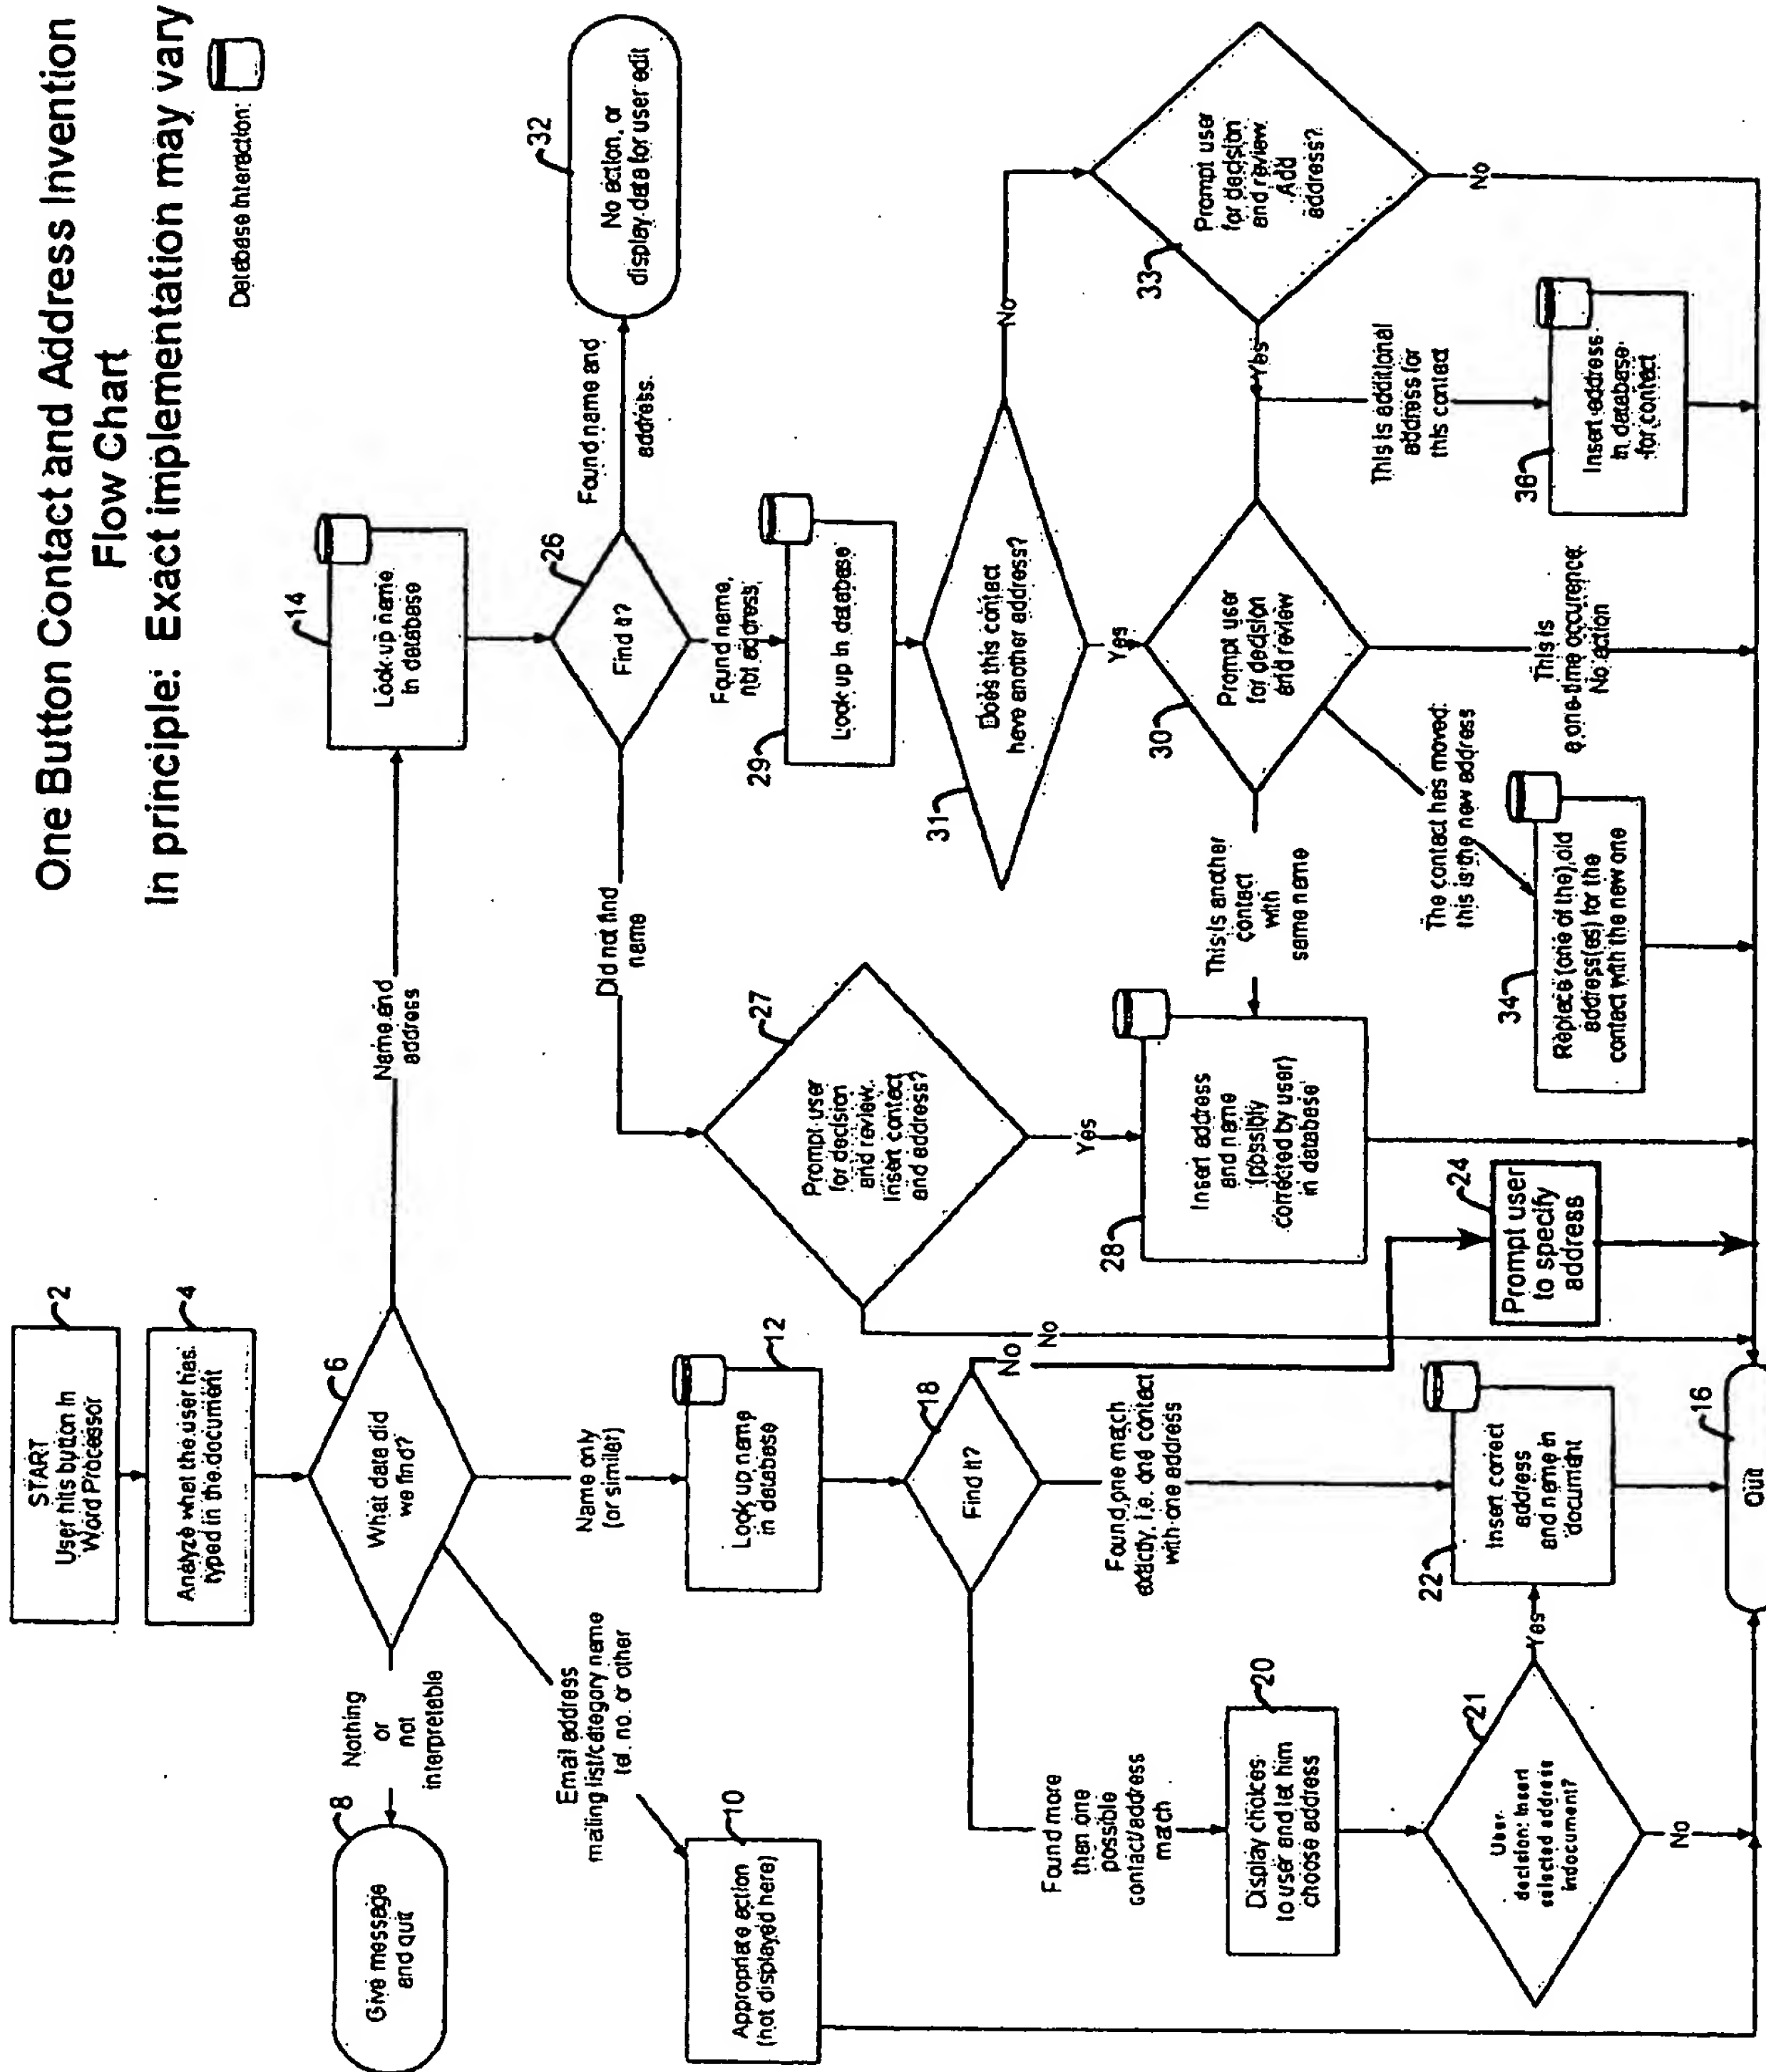 One Button Contact and Address Invention
Flow Chart
In principle: Exact implementation may vary
Database Interaction:
2
START
User hits button in
Word Processor
4
Analyze what the user has
typed in the document
6
What data did
we find?
Nothing
or
not
interpretable
8
Give message
and quit
Email address
mailing list/category name
tel. no. or other
10
Appropriate action
(not displayed here)
Name only
(or similar)
12
Look up name
in database
Name and
address
14
Look up name
in database
18
Find it?
Found more
then one
possible
contact/address
match
20
Display choices
to user and let him
choose address
21
User
decision: Insert
selected address
in document?
Yes
No
Found one match
exactly, i.e. one contact
with one address
22
Insert correct
address
and name in
document
No
24
Prompt user
to specify
address
16
Quit
26
Find it?
Did not find
name
27
Prompt user
for decision
and review.
Insert contact
and address?
No
Yes
28
Insert address
and name
(possibly
corrected by user)
in database
Found name,
not address
29
Look up in database
Found name and
address.
32
No action, or
display data for user edit
31
Does this contact
have another address?
Yes
No
30
Prompt user
for decision
and review
33
Prompt user
for decision
and review.
Add
address?
Yes
No
This is another
contact
with
same name
The contact has moved:
this is the new address
34
Replace (one of the) old
address(es) for the
contact with the new one
This is
a one-time occurence.
No action
This is additional
address for
this contact
36
Insert address
in database
for contact